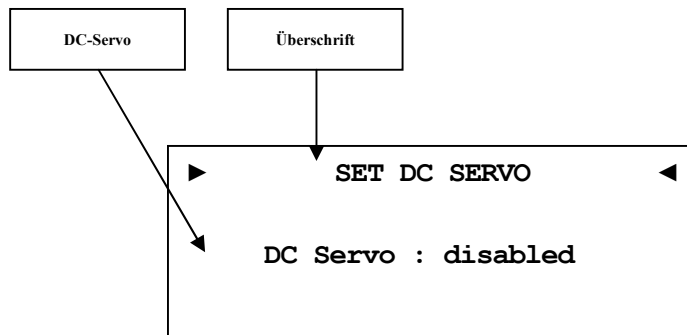 DC-Servo
Überschrift
► SET DC SERVO ◄
DC Servo : disabled